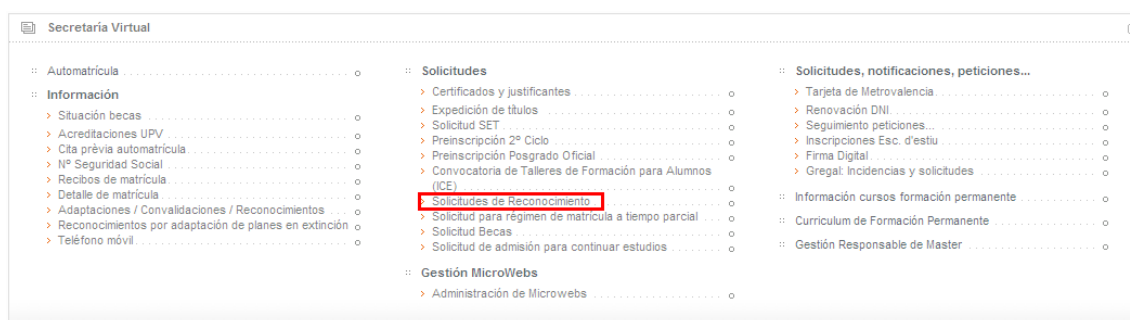 Secretaría Virtual
Automatrícula
Información
Situación becas
Acreditaciones UPV
Cita prèvia automatrícula
Nº Seguridad Social
Recibos de matrícula
Detalle de matrícula
Adaptaciones / Convalidaciones / Reconocimientos
Reconocimientos por adaptación de planes en extinción
Teléfono móvil
Solicitudes
Certificados y justificantes
Expedición de títulos
Solicitud SET
Preinscripción 2º Ciclo
Preinscripción Posgrado Oficial
Convocatoria de Talleres de Formación para Alumnos
(ICE)
Solicitudes de Reconocimiento
Solicitud para régimen de matrícula a tiempo parcial
Solicitud Becas
Solicitud de admisión para continuar estudios
Gestión MicroWebs
Administración de Microwebs
Solicitudes, notificaciones, peticiones...
Tarjeta de Metrovalencia
Renovación DNI
Seguimiento peticiones...
Inscripciones Esc. d'estiu
Firma Digital
Gregal: Incidencias y solicitudes
Información cursos formación permanente
Curriculum de Formación Permanente
Gestión Responsable de Master